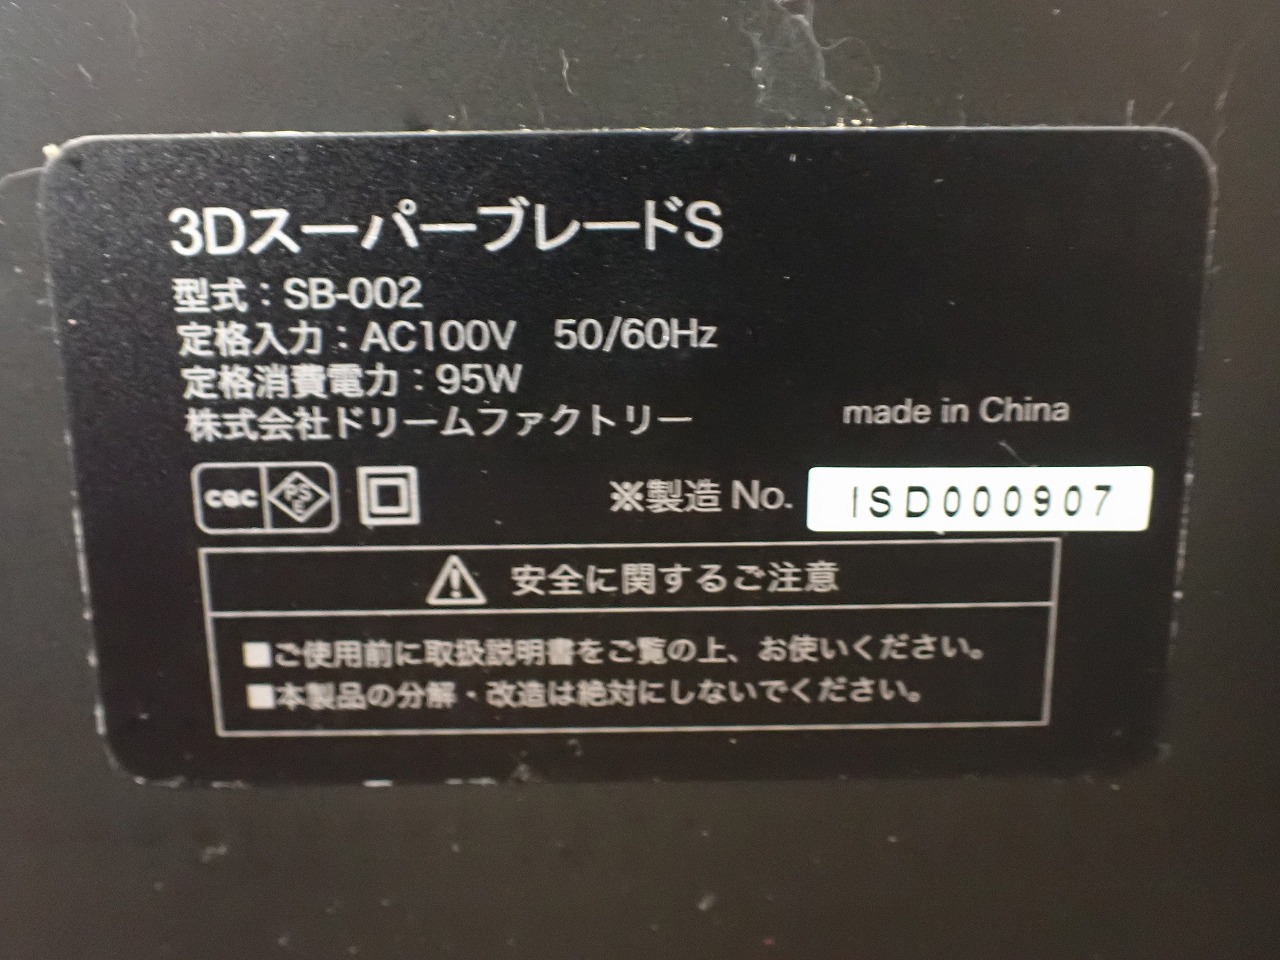 3DスーパーブレードS
型式：SB-002
定格入力：AC100V 50/60Hz
定格消費電力：95W
株式会社ドリームファクトリー
made in China
cqc PSE
※製造 No. ISD000907
安全に関するご注意
■ご使用前に取扱説明書をご覧の上、お使いください。
■本製品の分解・改造は絶対にしないでください。